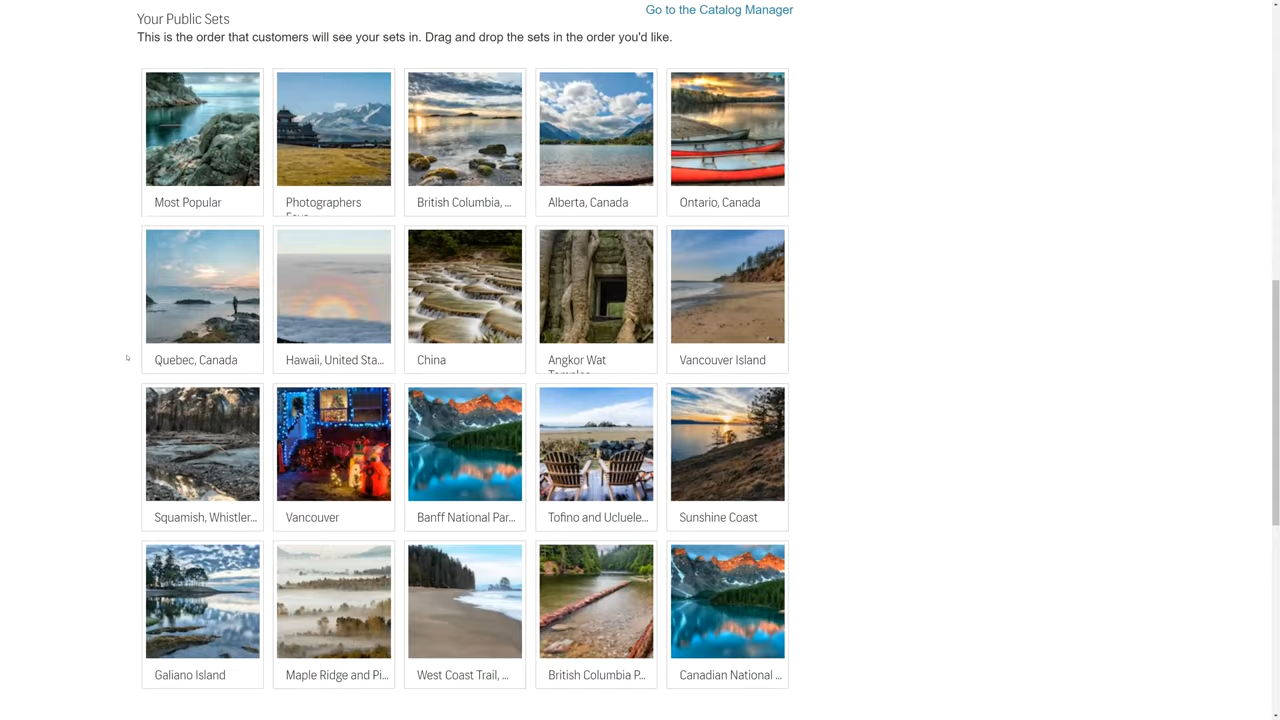 Go to the Catalog Manager
Your Public Sets
This is the order that customers will see your sets in. Drag and drop the sets in the order you'd like.
Most Popular
Photographers
British Columbia, ...
Alberta, Canada
Ontario, Canada
Quebec, Canada
Hawaii, United Sta...
China
Angkor Wat
Vancouver Island
Squamish, Whistler...
Vancouver
Banff National Par...
Tofino and Ucluele...
Sunshine Coast
Galiano Island
Maple Ridge and Pi...
West Coast Trail, ...
British Columbia P...
Canadian National ...